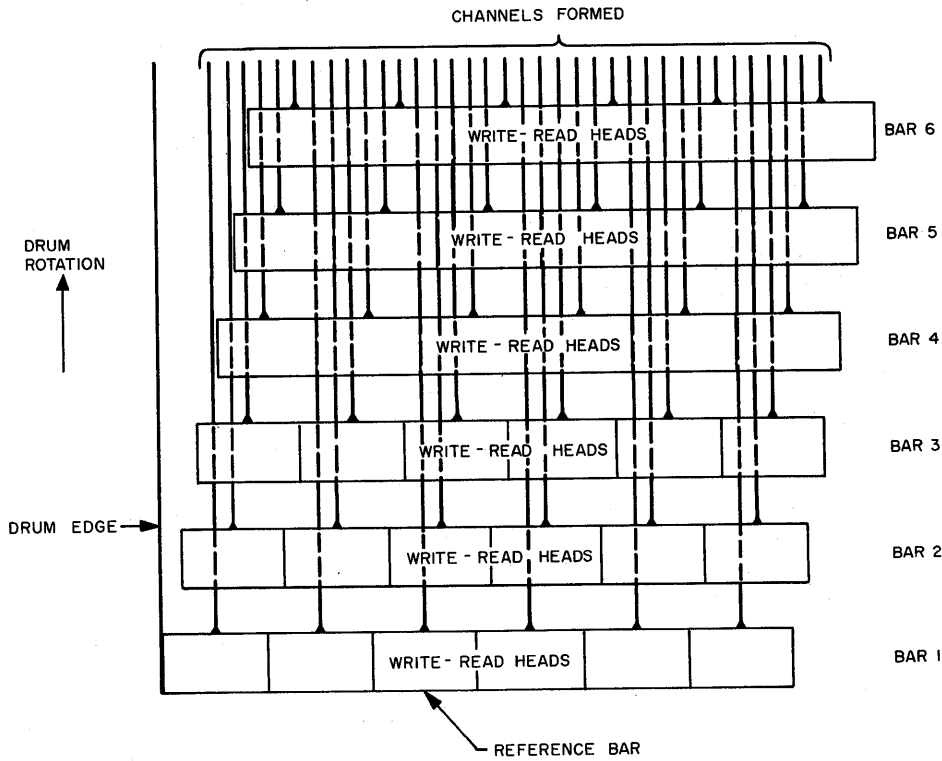 CHANNELS FORMED
WRITE-READ HEADS
BAR 6
WRITE-READ HEADS
BAR 5
DRUM
ROTATION
WRITE-READ HEADS
BAR 4
WRITE-READ HEADS
BAR 3
DRUM EDGE
WRITE-READ HEADS
BAR 2
WRITE-READ HEADS
BAR 1
REFERENCE BAR